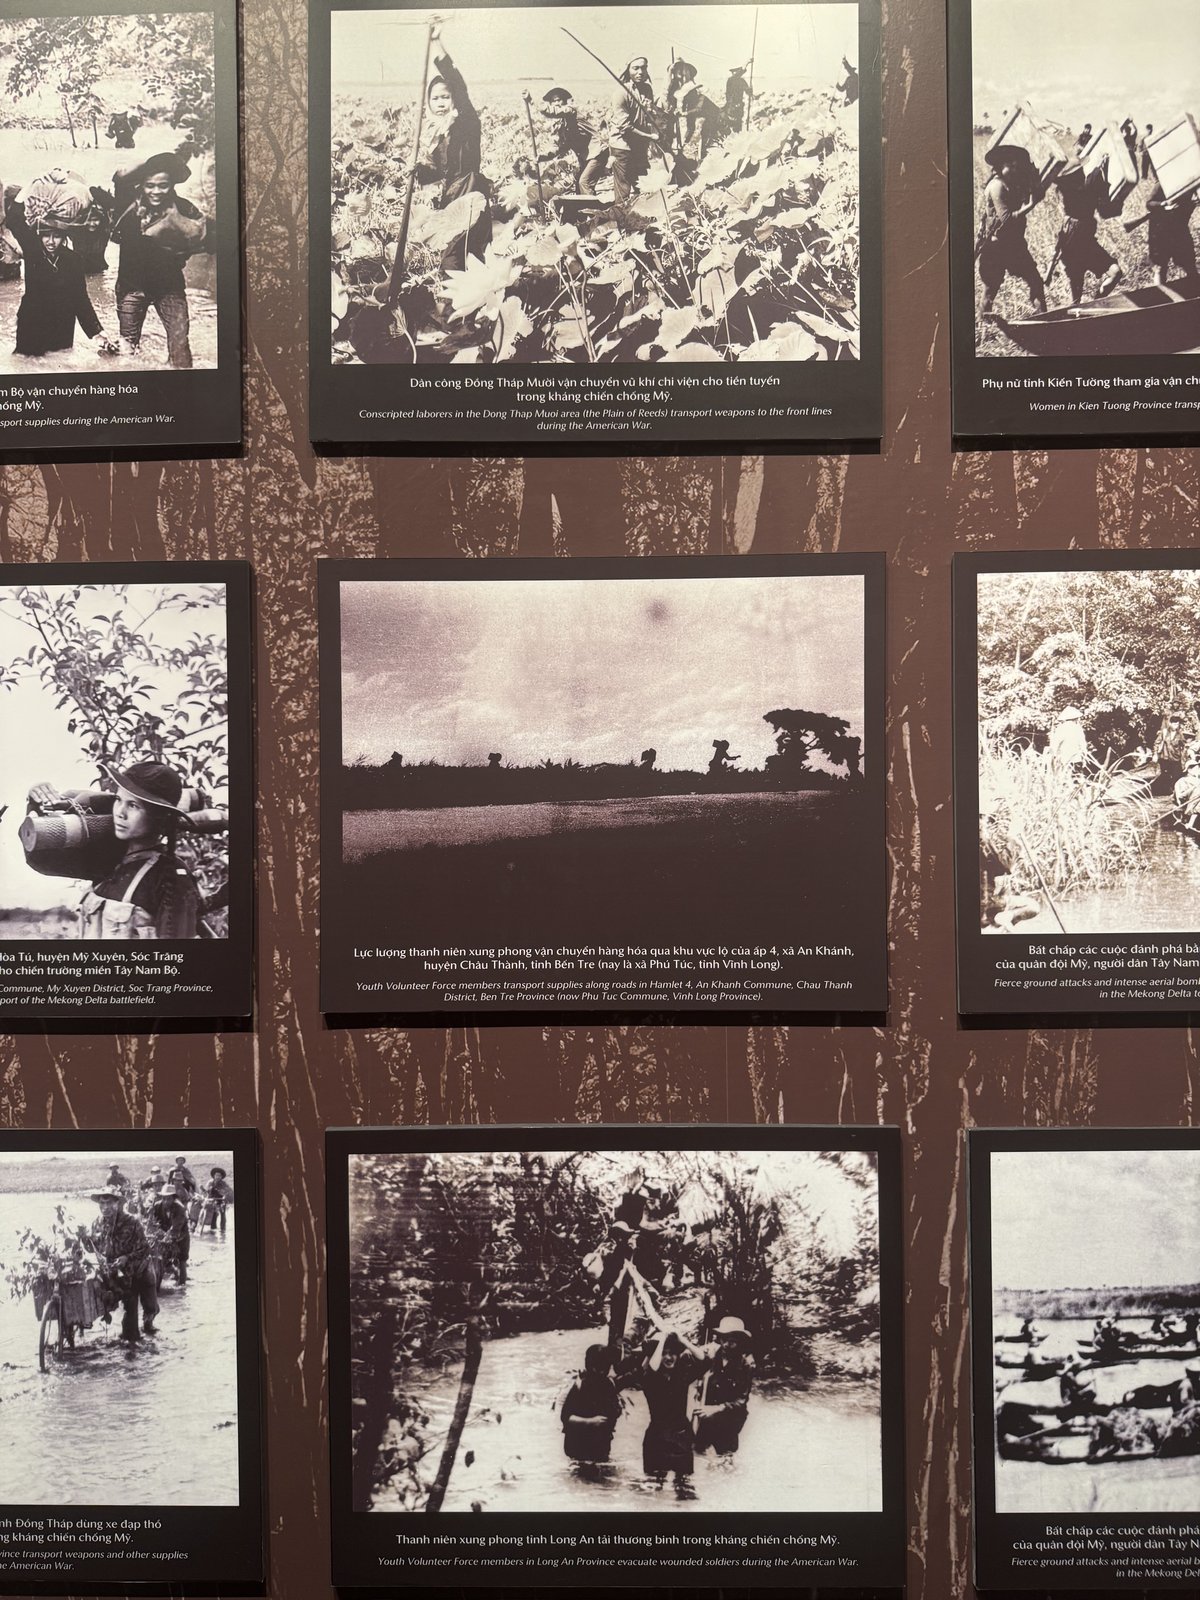 Bộ vận chuyển hàng hóa
chống Mỹ.
supplies during the American War.
Dân công Đồng Tháp Mười vận chuyển vũ khí chi viện cho tiền tuyến
trong kháng chiến chống Mỹ.
Conscripted laborers in the Dong Thap Muoi area (the Plain of Reeds) transport weapons to the front lines
during the American War.
Phụ nữ tỉnh Kiến Tường tham gia vận
Women in Kien Tuong Province
Hòa Tú, huyện Mỹ Xuyên, Sóc Trăng
cho chiến trường miền Tây Nam Bộ.
Commune, My Xuyen District, Soc Trang Province,
of the Mekong Delta battlefield.
Lực lượng thanh niên xung phong vận chuyển hàng hóa qua khu vực lộ của ấp 4, xã An Khánh,
huyện Châu Thành, tỉnh Bến Tre (nay là xã Phú Túc, tỉnh Vĩnh Long).
Youth Volunteer Force members transport supplies along roads in Hamlet 4, An Khanh Commune, Chau Thanh
District, Ben Tre Province (now Phu Tuc Commune, Vinh Long Province).
Bất chấp các cuộc đánh phá
của quân đội Mỹ, người dân Tây Nam
Fierce ground attacks and intense aerial
in the Mekong Delta
Đồng Tháp dùng xe đạp thồ
kháng chiến chống Mỹ.
transport weapons and other supplies
American War.
Thanh niên xung phong tỉnh Long An tải thương binh trong kháng chiến chống Mỹ.
Youth Volunteer Force members in Long An Province evacuate wounded soldiers during the American War.
Bất chấp các cuộc đánh
của quân đội Mỹ, người dân Tây
Fierce ground attacks and intense aerial
in the Mekong